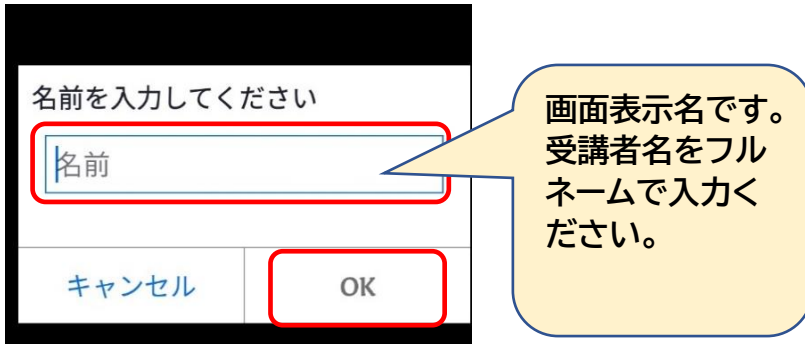 名前を入力してください
名前
キャンセル
OK
画面表示名です。
受講者名をフル
ネームで入力く
ださい。